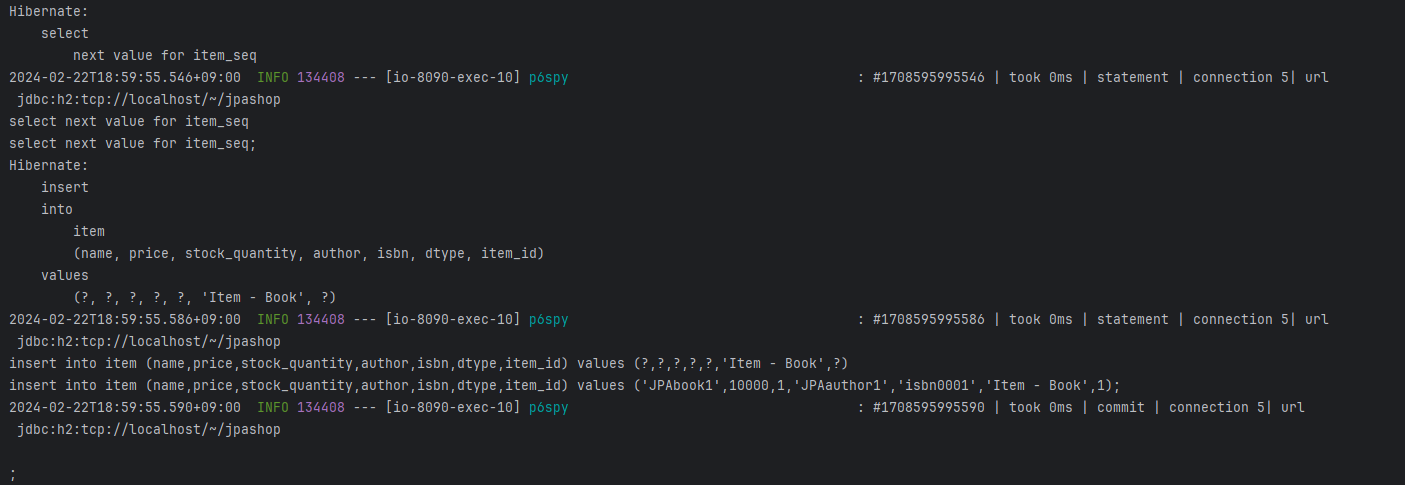 Hibernate:
    select
        next value for item_seq
2024-02-22T18:59:55.546+09:00  INFO 134408 --- [io-8090-exec-10] p6spy                                    : #1708595995546 | took 0ms | statement | connection 5| url
 jdbc:h2:tcp://localhost/~/jpashop
select next value for item_seq
select next value for item_seq;
Hibernate:
    insert
    into
        item
        (name, price, stock_quantity, author, isbn, dtype, item_id)
    values
        (?, ?, ?, ?, ?, 'Item - Book', ?)
2024-02-22T18:59:55.586+09:00  INFO 134408 --- [io-8090-exec-10] p6spy                                    : #1708595995586 | took 0ms | statement | connection 5| url
 jdbc:h2:tcp://localhost/~/jpashop
insert into item (name,price,stock_quantity,author,isbn,dtype,item_id) values (?,?,?,?,?,'Item - Book',?)
insert into item (name,price,stock_quantity,author,isbn,dtype,item_id) values ('JPAbook1',10000,1,'JPAauthor1','isbn0001','Item - Book',1);
2024-02-22T18:59:55.590+09:00  INFO 134408 --- [io-8090-exec-10] p6spy                                    : #1708595995590 | took 0ms | commit | connection 5| url
 jdbc:h2:tcp://localhost/~/jpashop
;